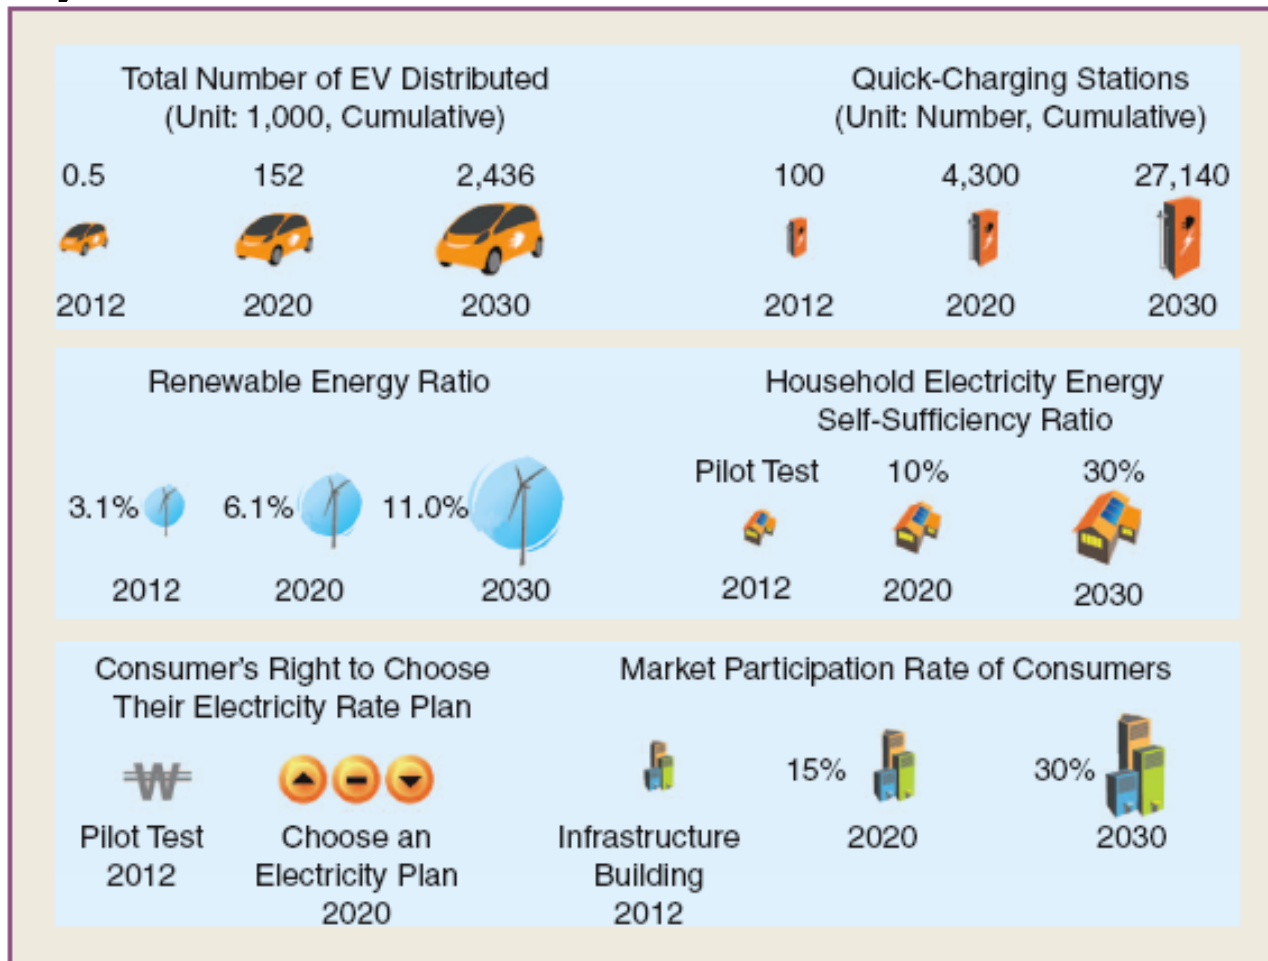 Total Number of EV Distributed
(Unit: 1,000, Cumulative)
0.5 152 2,436
2012 2020 2030
Quick-Charging Stations
(Unit: Number, Cumulative)
100 4,300 27,140
2012 2020 2030
Renewable Energy Ratio
3.1% 6.1% 11.0%
2012 2020 2030
Household Electricity Energy
Self-Sufficiency Ratio
Pilot Test 10% 30%
2012 2020 2030
Consumer's Right to Choose
Their Electricity Rate Plan
₩
Pilot Test
2012
Choose an
Electricity Plan
2020
Market Participation Rate of Consumers
15% 30%
Infrastructure
Building
2012
2020 2030